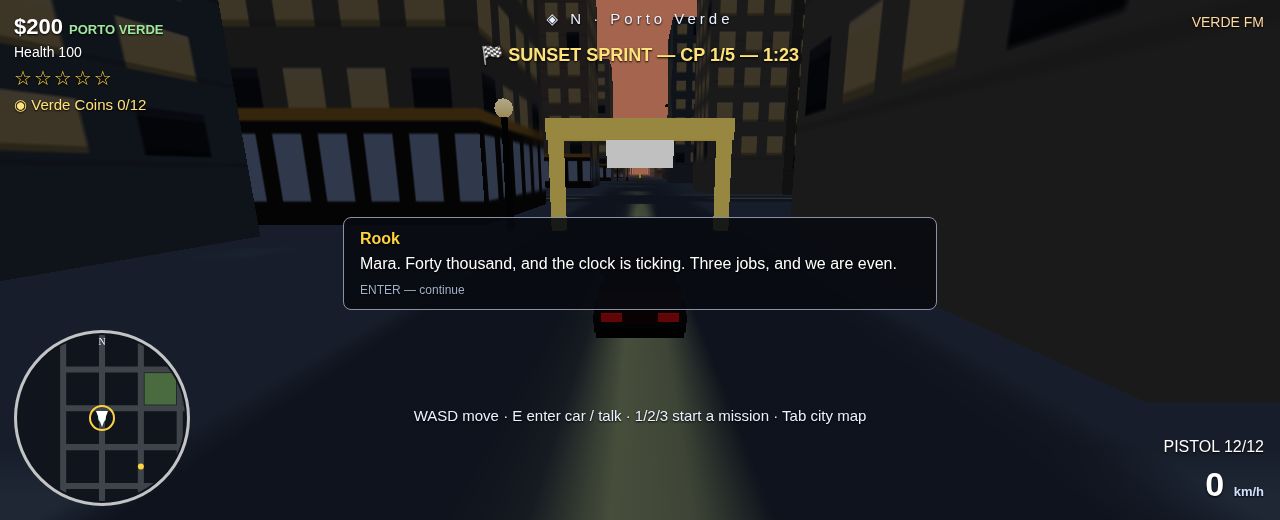 $200 PORTO VERDE
Health 100
☆☆☆☆☆
◉ Verde Coins 0/12
◈ N · Porto Verde
🏁 SUNSET SPRINT — CP 1/5 — 1:23
VERDE FM
Rook
Mara. Forty thousand, and the clock is ticking. Three jobs, and we are even.
ENTER — continue
N
WASD move · E enter car / talk · 1/2/3 start a mission · Tab city map
PISTOL 12/12
0 km/h